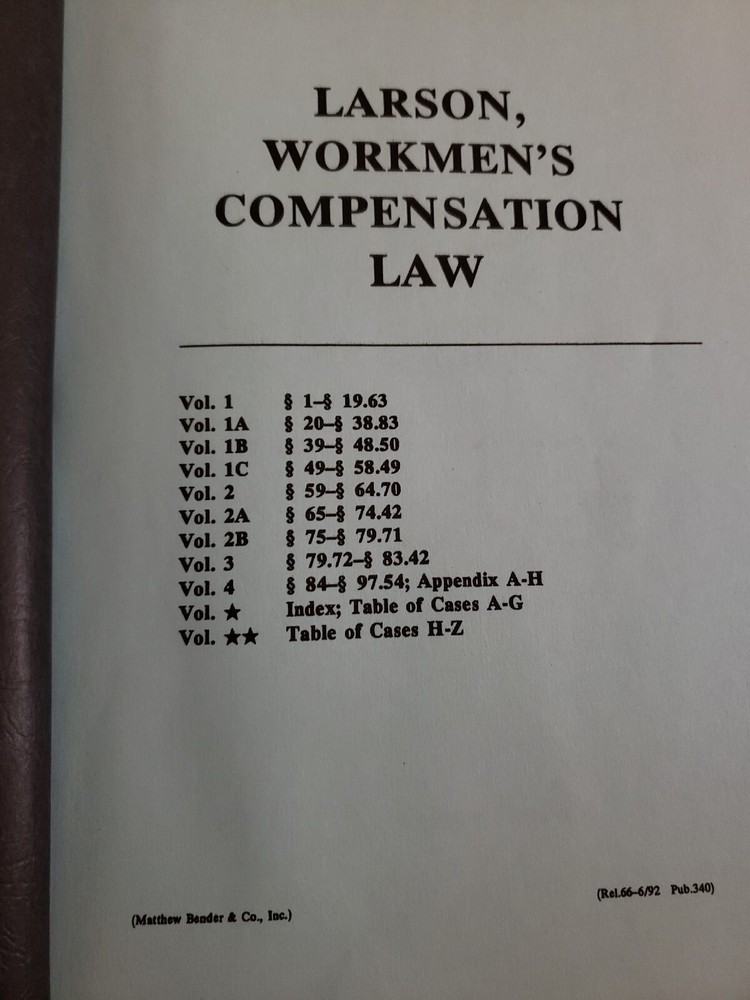 LARSON,
WORKMEN'S
COMPENSATION
LAW
Vol. 1 § 1–§ 19.63
Vol. 1A § 20–§ 38.83
Vol. 1B § 39–§ 48.50
Vol. 1C § 49–§ 58.49
Vol. 2 § 59–§ 64.70
Vol. 2A § 65–§ 74.42
Vol. 2B § 75–§ 79.71
Vol. 3 § 79.72–§ 83.42
Vol. 4 § 84–§ 97.54; Appendix A-H
Vol. ★ Index; Table of Cases A-G
Vol. ★★ Table of Cases H-Z
(Rel.66–6/92 Pub.340)
(Matthew Bender & Co., Inc.)